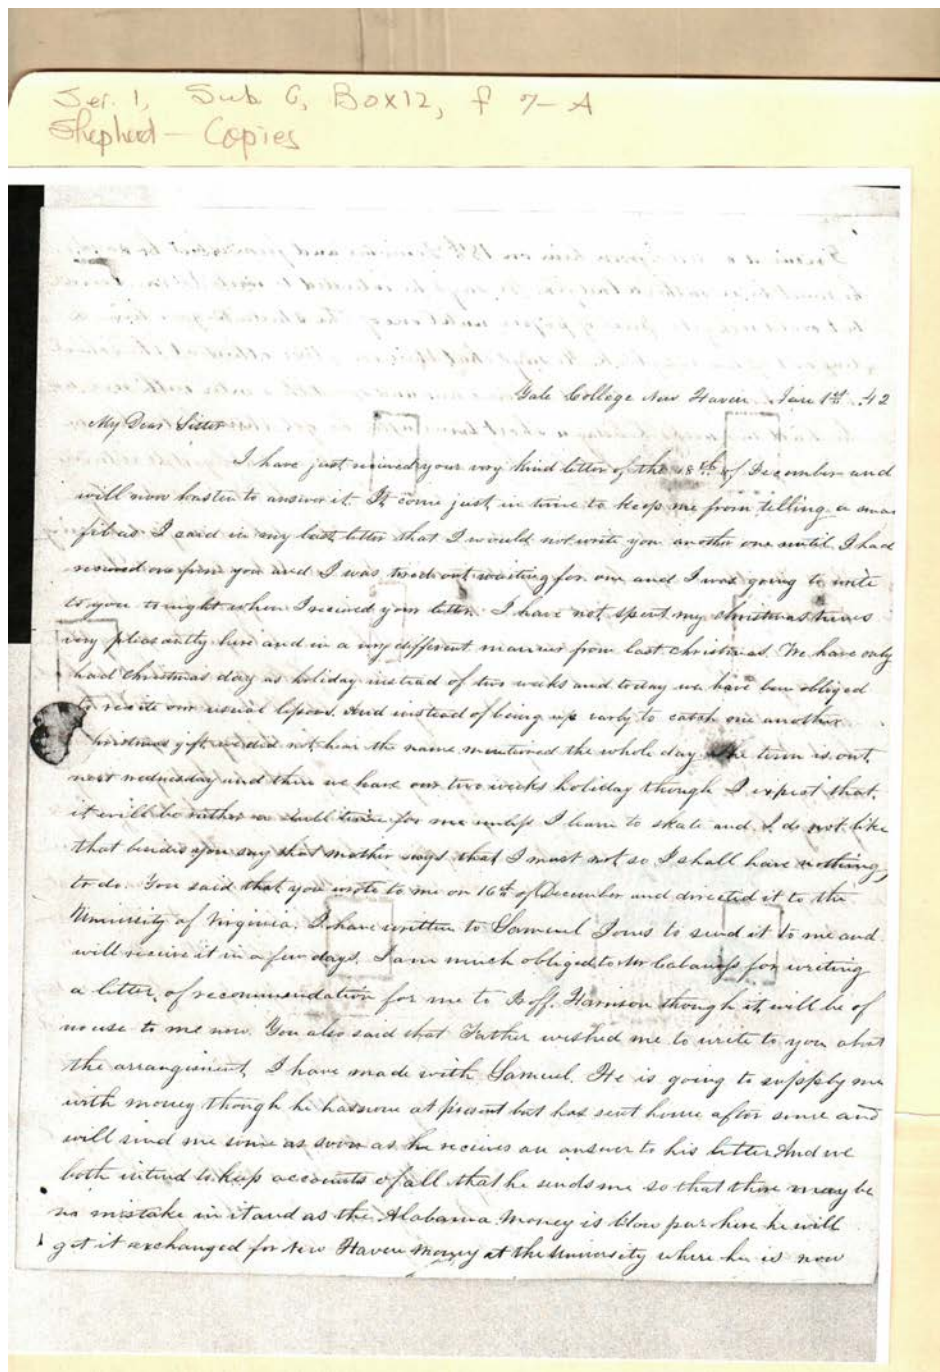 Ser. 1, Sub G, Box 12, f 7-A
Shepherd - Copies
Yale College New Haven Jan 1st 42
My Dear Sister
I have just received your very kind letter of the 18th of December and
will now hasten to answer it. It come just in time to keep me from telling a small
fib as I said in my last letter that I would not write you another one until I had
received one from you and I was tired out waiting for one and I was going to write
to you tonight when I received your letter. I have not spent my christmas times
very pleasantly here and in a very different manner from last christmas. We have only
had christmas day as holiday instead of two weeks and today we have been obliged
to recite our usual lessons. And instead of being up early to catch one another
christmas gift we did not hear the name mentioned the whole day. The term is out
next wednesday and then we have our two weeks holiday though I expect that
it will be rather a dull time for me unless I learn to skate and I do not like
that besides you say that mother says that I must not so I shall have nothing
to do. You said that you wrote to me on 16th of December and directed it to the
University of Virginia. I have written to Samuel Jones to send it to me and
will receive it in a few days. I am much obliged to Mr Cabaness for writing
a letter of recommendation for me to Proff. Harrison though it will be of
no use to me now. You also said that Father wished me to write to you about
the arrangement I have made with Samuel. He is going to supply me
with money though he has none at present but has sent home after some and
will send me some as soon as he receives an answer to his letter And we
both intend to keep accounts of all that he sends me so that there may be
no mistake in it and as the Alabama Money is blow par here he will
get it exchanged for New Haven Money at the University where he is now